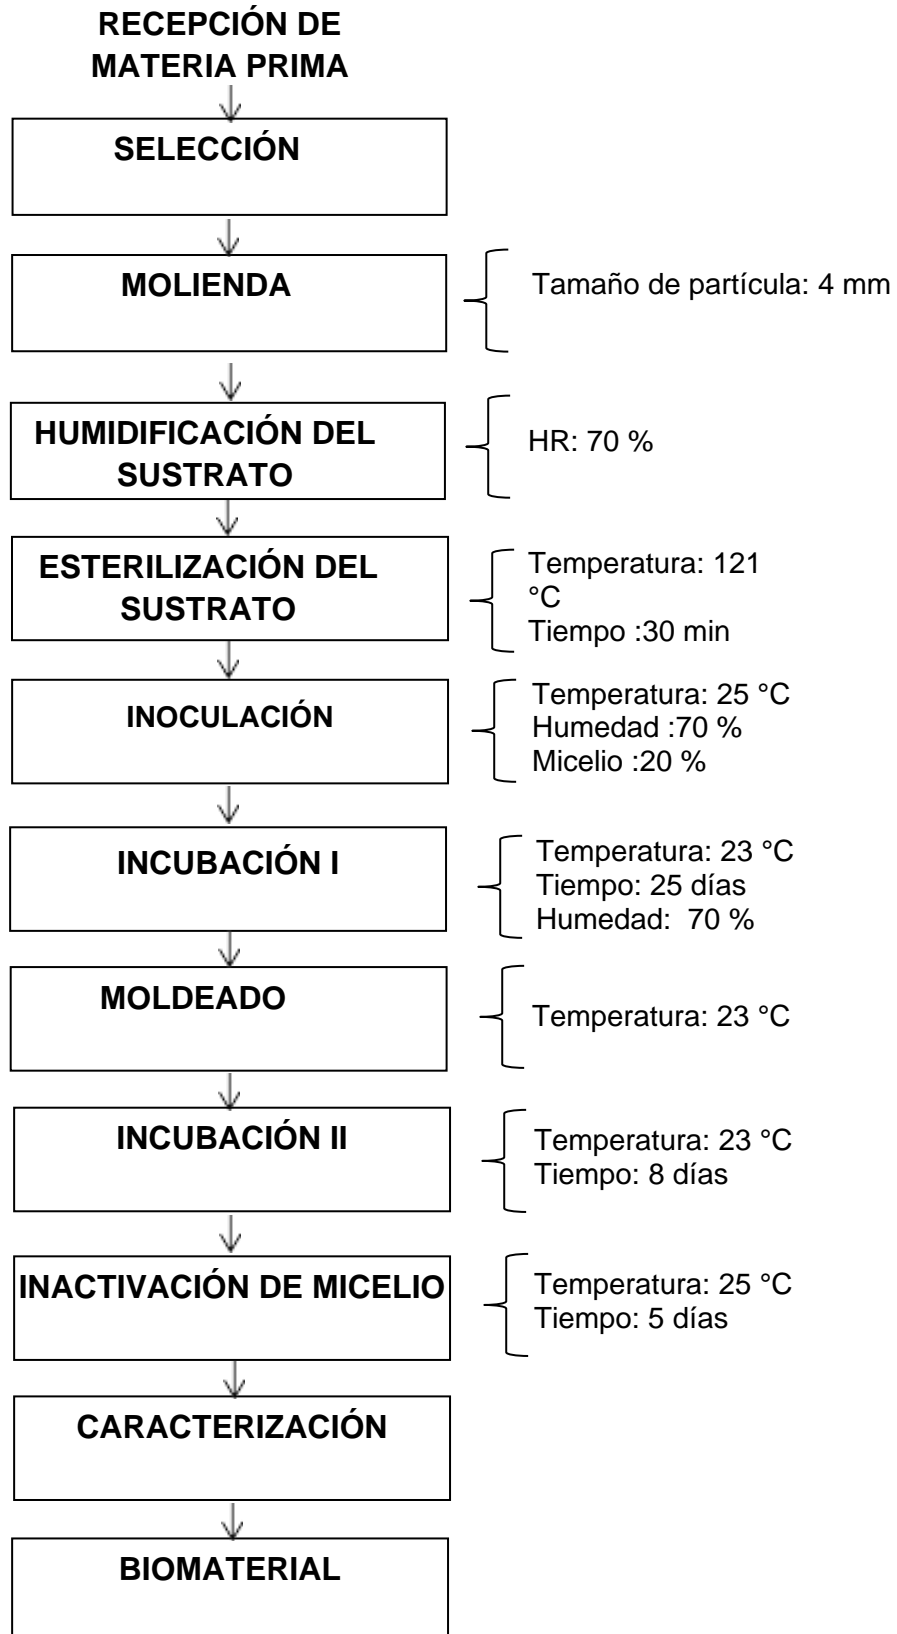 RECEPCIÓN DE
MATERIA PRIMA
SELECCIÓN
MOLIENDA
Tamaño de partícula: 4 mm
HUMIDIFICACIÓN DEL
SUSTRATO
HR: 70 %
ESTERILIZACIÓN DEL
SUSTRATO
Temperatura: 121
°C
Tiempo :30 min
INOCULACIÓN
Temperatura: 25 °C
Humedad :70 %
Micelio :20 %
INCUBACIÓN I
Temperatura: 23 °C
Tiempo: 25 días
Humedad: 70 %
MOLDEADO
Temperatura: 23 °C
INCUBACIÓN II
Temperatura: 23 °C
Tiempo: 8 días
INACTIVACIÓN DE MICELIO
Temperatura: 25 °C
Tiempo: 5 días
CARACTERIZACIÓN
BIOMATERIAL